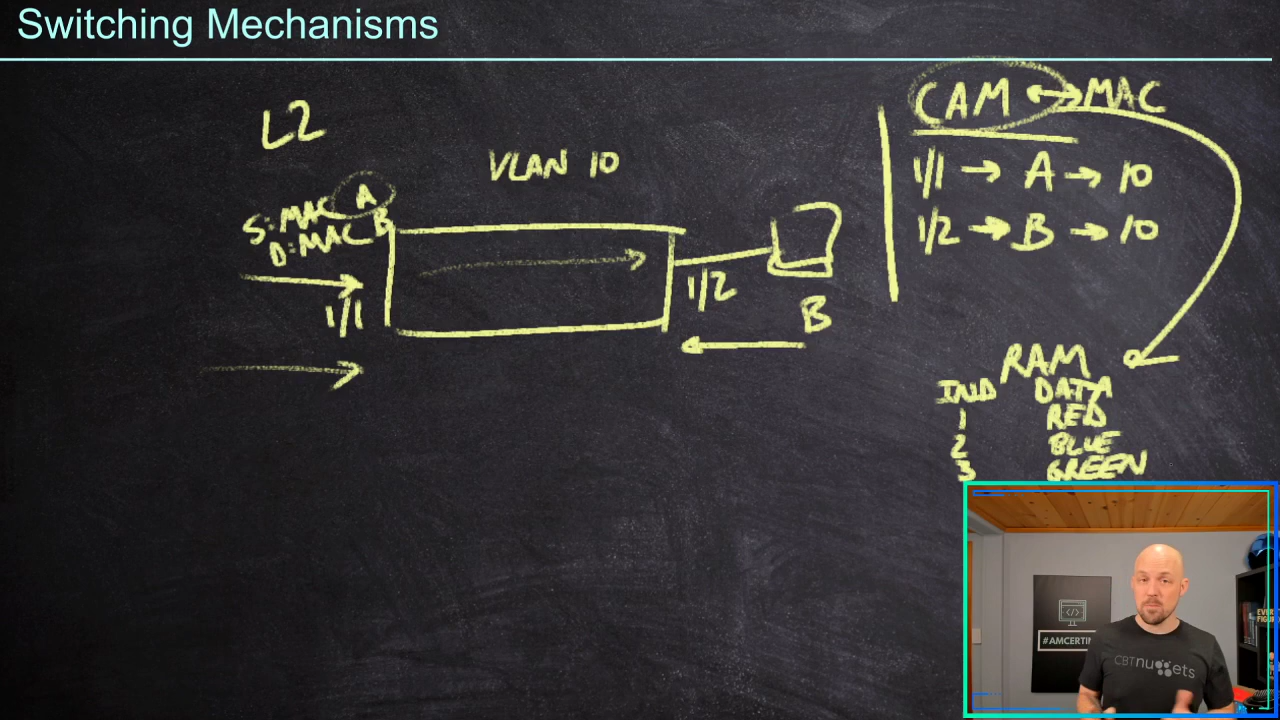 Switching Mechanisms
L2
VLAN 10
S:MAC A
D:MAC B
1/1
1/2
B
CAM ↔ MAC
1/1 → A → 10
1/2 → B → 10
RAM
IND DATA
1 RED
2 BLUE
3 GREEN
</>
#AMCERTI
CBTnuggets